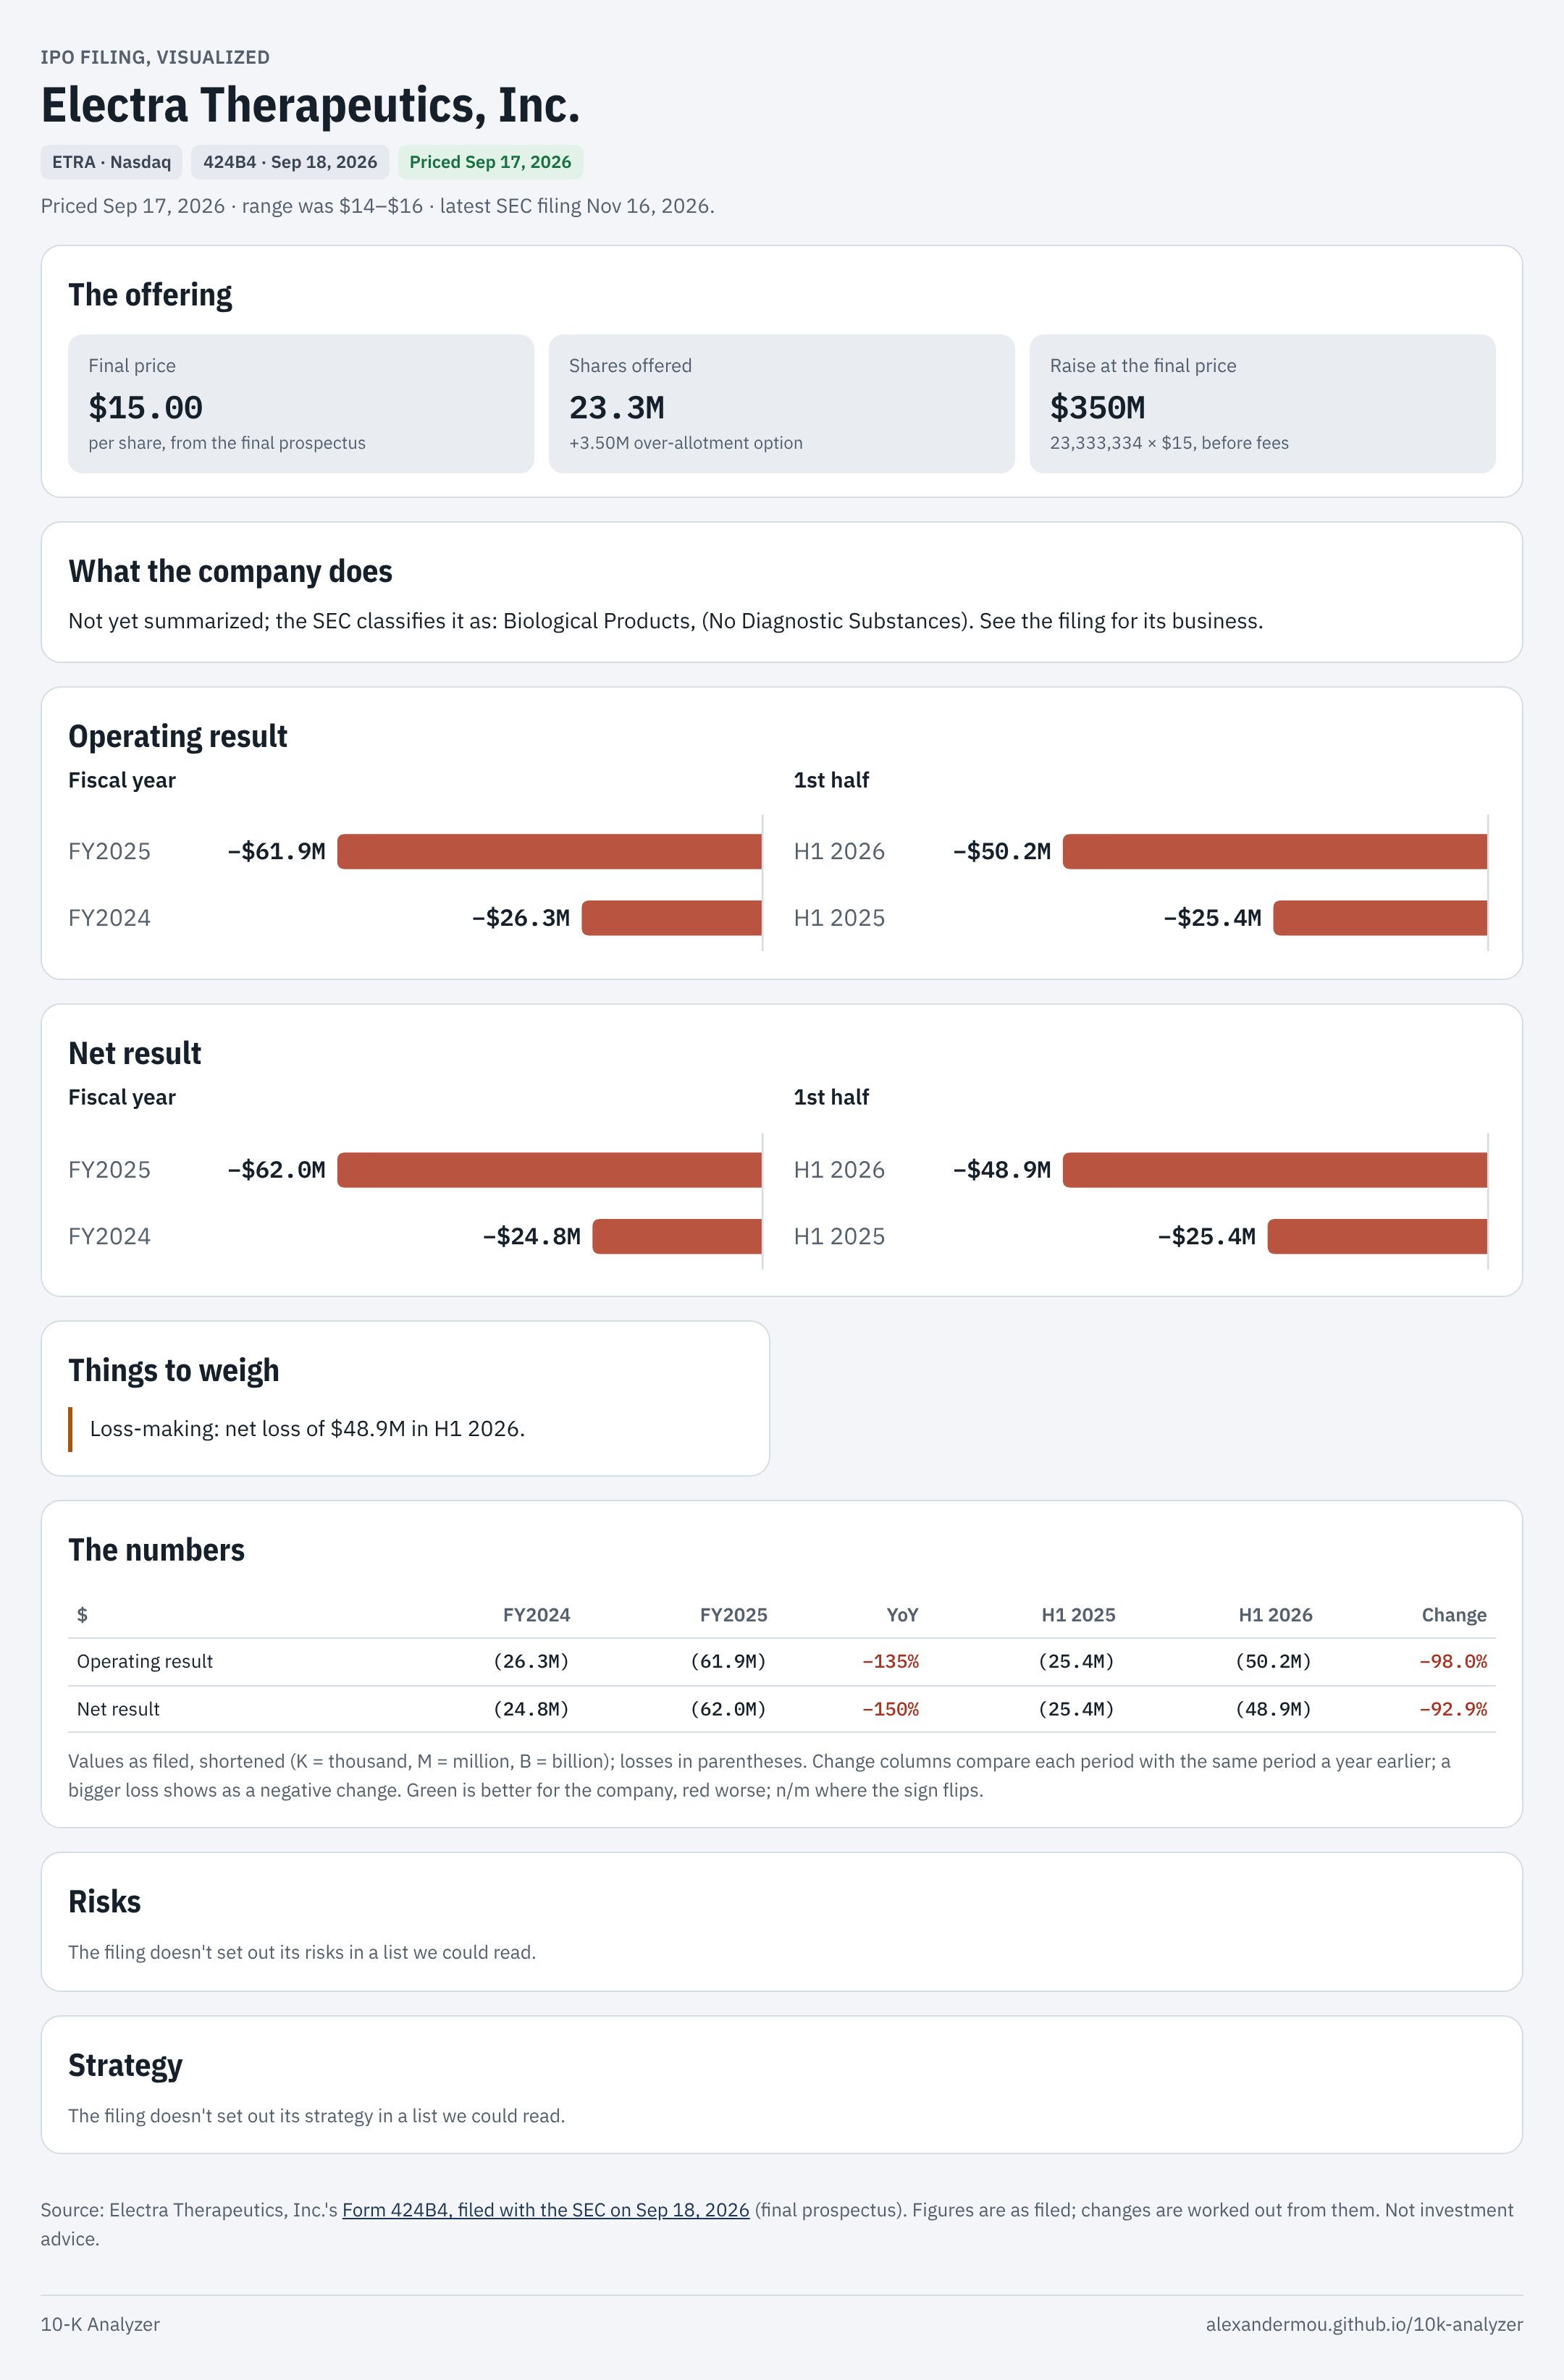 IPO FILING, VISUALIZED
Electra Therapeutics, Inc.
ETRA · Nasdaq 424B4 · Sep 18, 2026 Priced Sep 17, 2026
Priced Sep 17, 2026 · range was $14–$16 · latest SEC filing Nov 16, 2026.
The offering
Final price
$15.00
per share, from the final prospectus
Shares offered
23.3M
+3.50M over-allotment option
Raise at the final price
$350M
23,333,334 × $15, before fees
What the company does
Not yet summarized; the SEC classifies it as: Biological Products, (No Diagnostic Substances). See the filing for its business.
Operating result
Fiscal year
FY2025 −$61.9M
FY2024 −$26.3M
1st half
H1 2026 −$50.2M
H1 2025 −$25.4M
Net result
Fiscal year
FY2025 −$62.0M
FY2024 −$24.8M
1st half
H1 2026 −$48.9M
H1 2025 −$25.4M
Things to weigh
Loss-making: net loss of $48.9M in H1 2026.
The numbers
$ FY2024 FY2025 YoY H1 2025 H1 2026 Change
Operating result (26.3M) (61.9M) −135% (25.4M) (50.2M) −98.0%
Net result (24.8M) (62.0M) −150% (25.4M) (48.9M) −92.9%
Values as filed, shortened (K = thousand, M = million, B = billion); losses in parentheses. Change columns compare each period with the same period a year earlier; a
bigger loss shows as a negative change. Green is better for the company, red worse; n/m where the sign flips.
Risks
The filing doesn't set out its risks in a list we could read.
Strategy
The filing doesn't set out its strategy in a list we could read.
Source: Electra Therapeutics, Inc.'s Form 424B4, filed with the SEC on Sep 18, 2026 (final prospectus). Figures are as filed; changes are worked out from them. Not investment
advice.
10-K Analyzer alexandermou.github.io/10k-analyzer